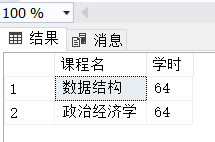 100 %
结果 消息
课程名 学时
1 数据结构 64
2 政治经济学 64